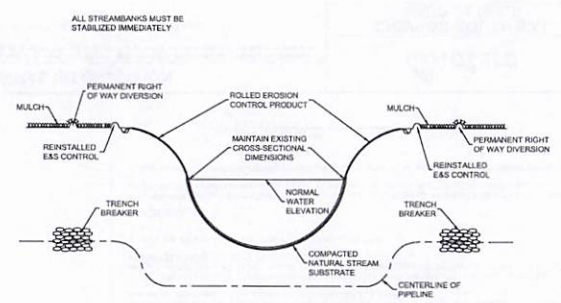 ALL STREAMBANKS MUST BE
STABILIZED IMMEDIATELY
PERMANENT RIGHT
OF WAY DIVERSION
MULCH
REINSTALLED
E&S CONTROL
ROLLED EROSION
CONTROL PRODUCT
MAINTAIN EXISTING
CROSS-SECTIONAL
DIMENSIONS
NORMAL
WATER
ELEVATION
MULCH
PERMANENT RIGHT
OF WAY DIVERSION
REINSTALLED
E&S CONTROL
TRENCH
BREAKER
COMPACTED
NATURAL STREAM
SUBSTRATE
TRENCH
BREAKER
CENTERLINE OF
PIPELINE